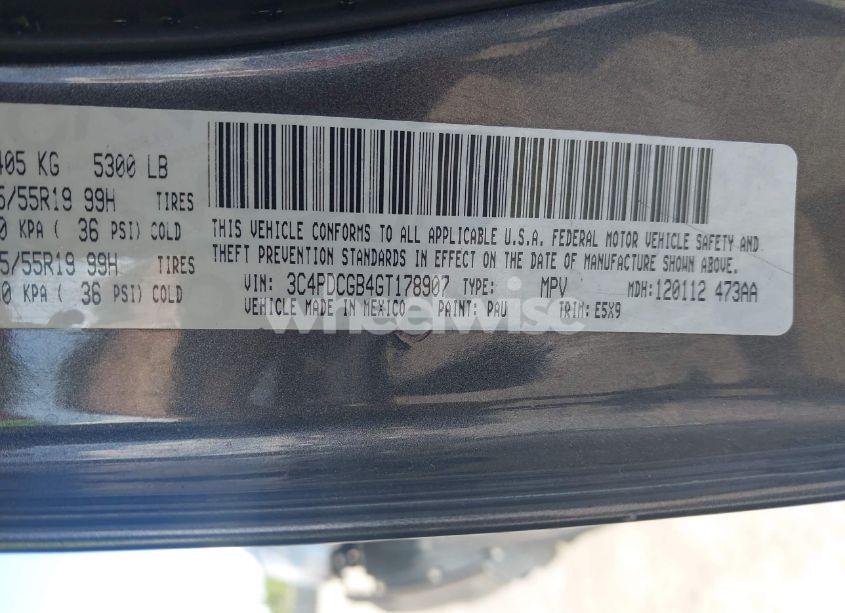 405 KG 5300 LB
5/55R19 99H TIRES
0 KPA ( 36 PSI) COLD
5/55R19 99H TIRES
0 KPA ( 36 PSI) COLD
THIS VEHICLE CONFORMS TO ALL APPLICABLE U.S.A. FEDERAL MOTOR VEHICLE SAFETY AND
THEFT PREVENTION STANDARDS IN EFFECT ON THE DATE OF MANUFACTURE SHOWN ABOVE.
VIN: 3C4PDCGB4GT178907 TYPE: MPV MDH: 120112 473AA
VEHICLE MADE IN MEXICO PAINT: PAU TRIM: E5X9
wheelwise